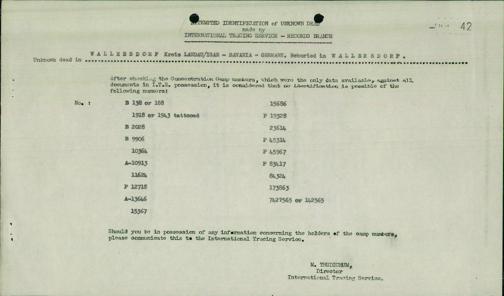 ATTEMPTED IDENTIFICATION of UNKNOWN DEAD
made by
INTERNATIONAL TRACING SERVICE - RECORDS BRANCH
42
WALLERSDORF Kreis LANDAU/ISAR - BAVARIA - GERMANY. Reburied in WALLERSDORF.
Unknown dead in
After checking the Concentration Camp numbers, which were the only data available, against all
documents in I.T.S. possession, it is considered that no identification is possible of the
following numbers:
No. :
B 138 or 188
1918 or 1943 tattooed
B 2028
B 9906
10364
A-10913
11624
P 12718
A-13646
15367
15686
P 19328
23614
P 45314
P 45967
P 83417
84324
173863
7427565 or 142565
Should you be in possession of any information concerning the holders of the camp numbers,
please communicate this to the International Tracing Service.
M. THUDICHUM,
Director
International Tracing Service.